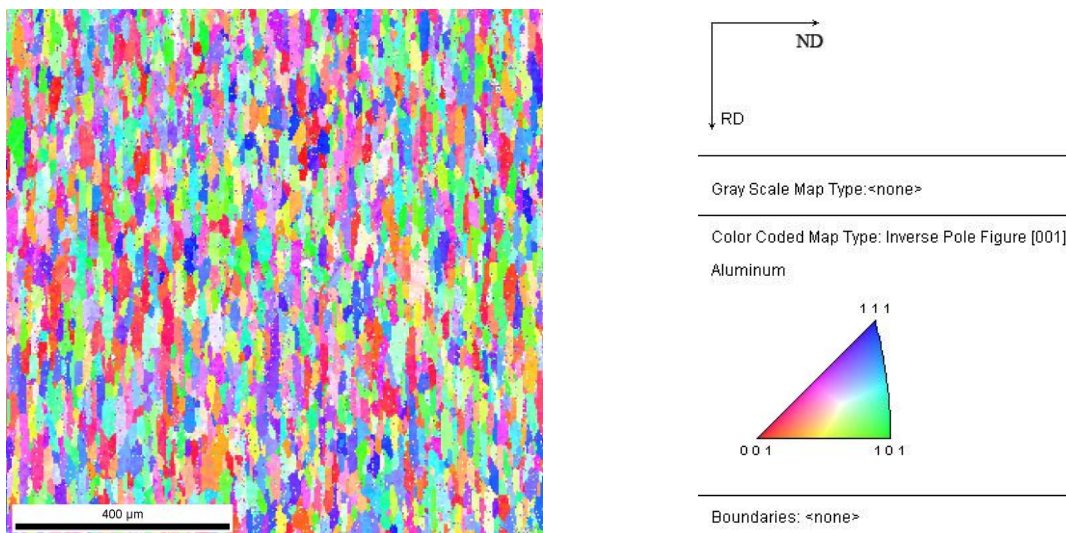 400 µm
ND
RD
Gray Scale Map Type:<none>
Color Coded Map Type: Inverse Pole Figure [001]
Aluminum
1 1 1
0 0 1
1 0 1
Boundaries: <none>